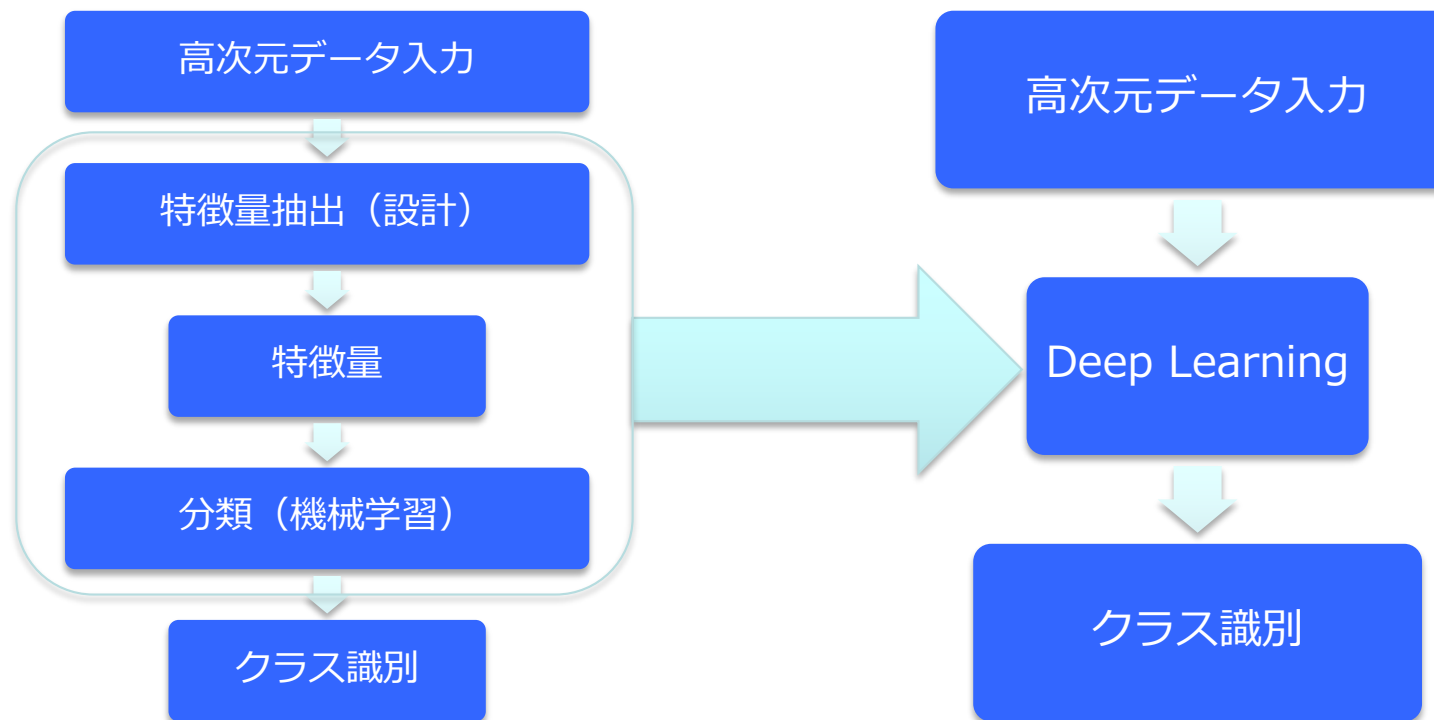 高次元データ入力
特徴量抽出（設計）
特徴量
分類（機械学習）
クラス識別
高次元データ入力
Deep Learning
クラス識別